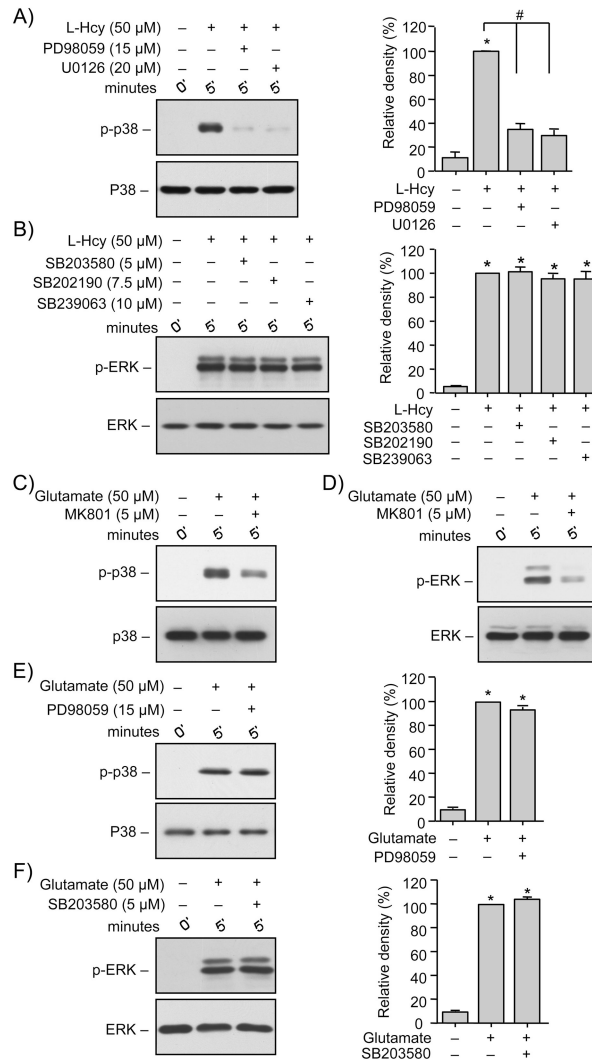 A)
L-Hcy (50 µM) – + + +
PD98059 (15 µM) – – + –
U0126 (20 µM) – – – +
minutes 0' 5' 5' 5'
p-p38 –
P38 –
Relative density (%)
120
100
80
60
40
20
0
*
#
L-Hcy – + + +
PD98059 – – + –
U0126 – – – +
B)
L-Hcy (50 µM) – + + + +
SB203580 (5 µM) – – + – –
SB202190 (7.5 µM) – – – + –
SB239063 (10 µM) – – – – +
minutes 0' 5' 5' 5' 5'
p-ERK –
ERK –
Relative density (%)
120
100
80
60
40
20
0
* * * *
L-Hcy – + + + +
SB203580 – – + – –
SB202190 – – – + –
SB239063 – – – – +
C)
Glutamate (50 µM) – + +
MK801 (5 µM) – – +
minutes 0' 5' 5'
p-p38 –
p38 –
D)
Glutamate (50 µM) – + +
MK801 (5 µM) – – +
minutes 0' 5' 5'
p-ERK –
ERK –
E)
Glutamate (50 µM) – + +
PD98059 (15 µM) – – +
minutes 0' 5' 5'
p-p38 –
P38 –
Relative density (%)
120
100
80
60
40
20
0
* *
Glutamate – + +
PD98059 – – +
F)
Glutamate (50 µM) – + +
SB203580 (5 µM) – – +
minutes 0' 5' 5'
p-ERK –
ERK –
Relative density (%)
120
100
80
60
40
20
0
* *
Glutamate – + +
SB203580 – – +